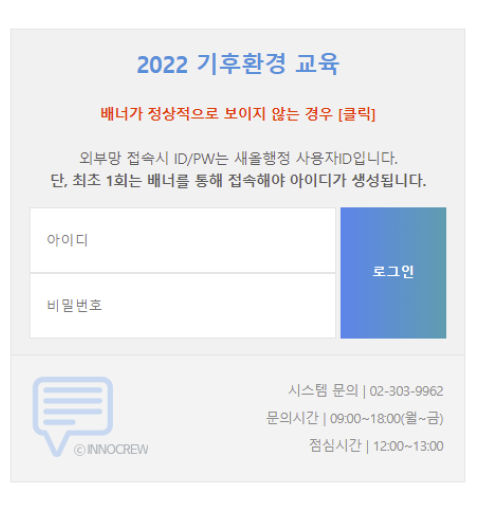 2022 기후환경 교육
배너가 정상적으로 보이지 않는 경우 [클릭]
외부망 접속시 ID/PW는 새올행정 사용자ID입니다.
단, 최초 1회는 배너를 통해 접속해야 아이디가 생성됩니다.
아이디
로그인
비밀번호
시스템 문의 | 02-303-9962
문의시간 | 09:00~18:00(월~금)
점심시간 | 12:00~13:00
© INNOCREW